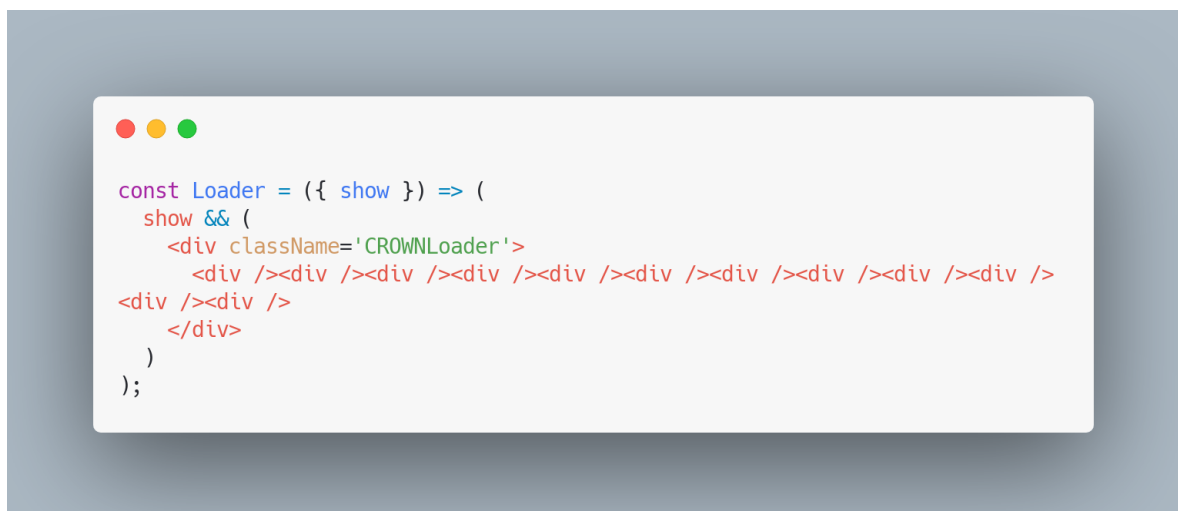 const Loader = ({ show }) => (
  show && (
    <div className='CROWNLoader'>
      <div /><div /><div /><div /><div /><div /><div /><div /><div /><div />
<div /><div />
    </div>
  )
);